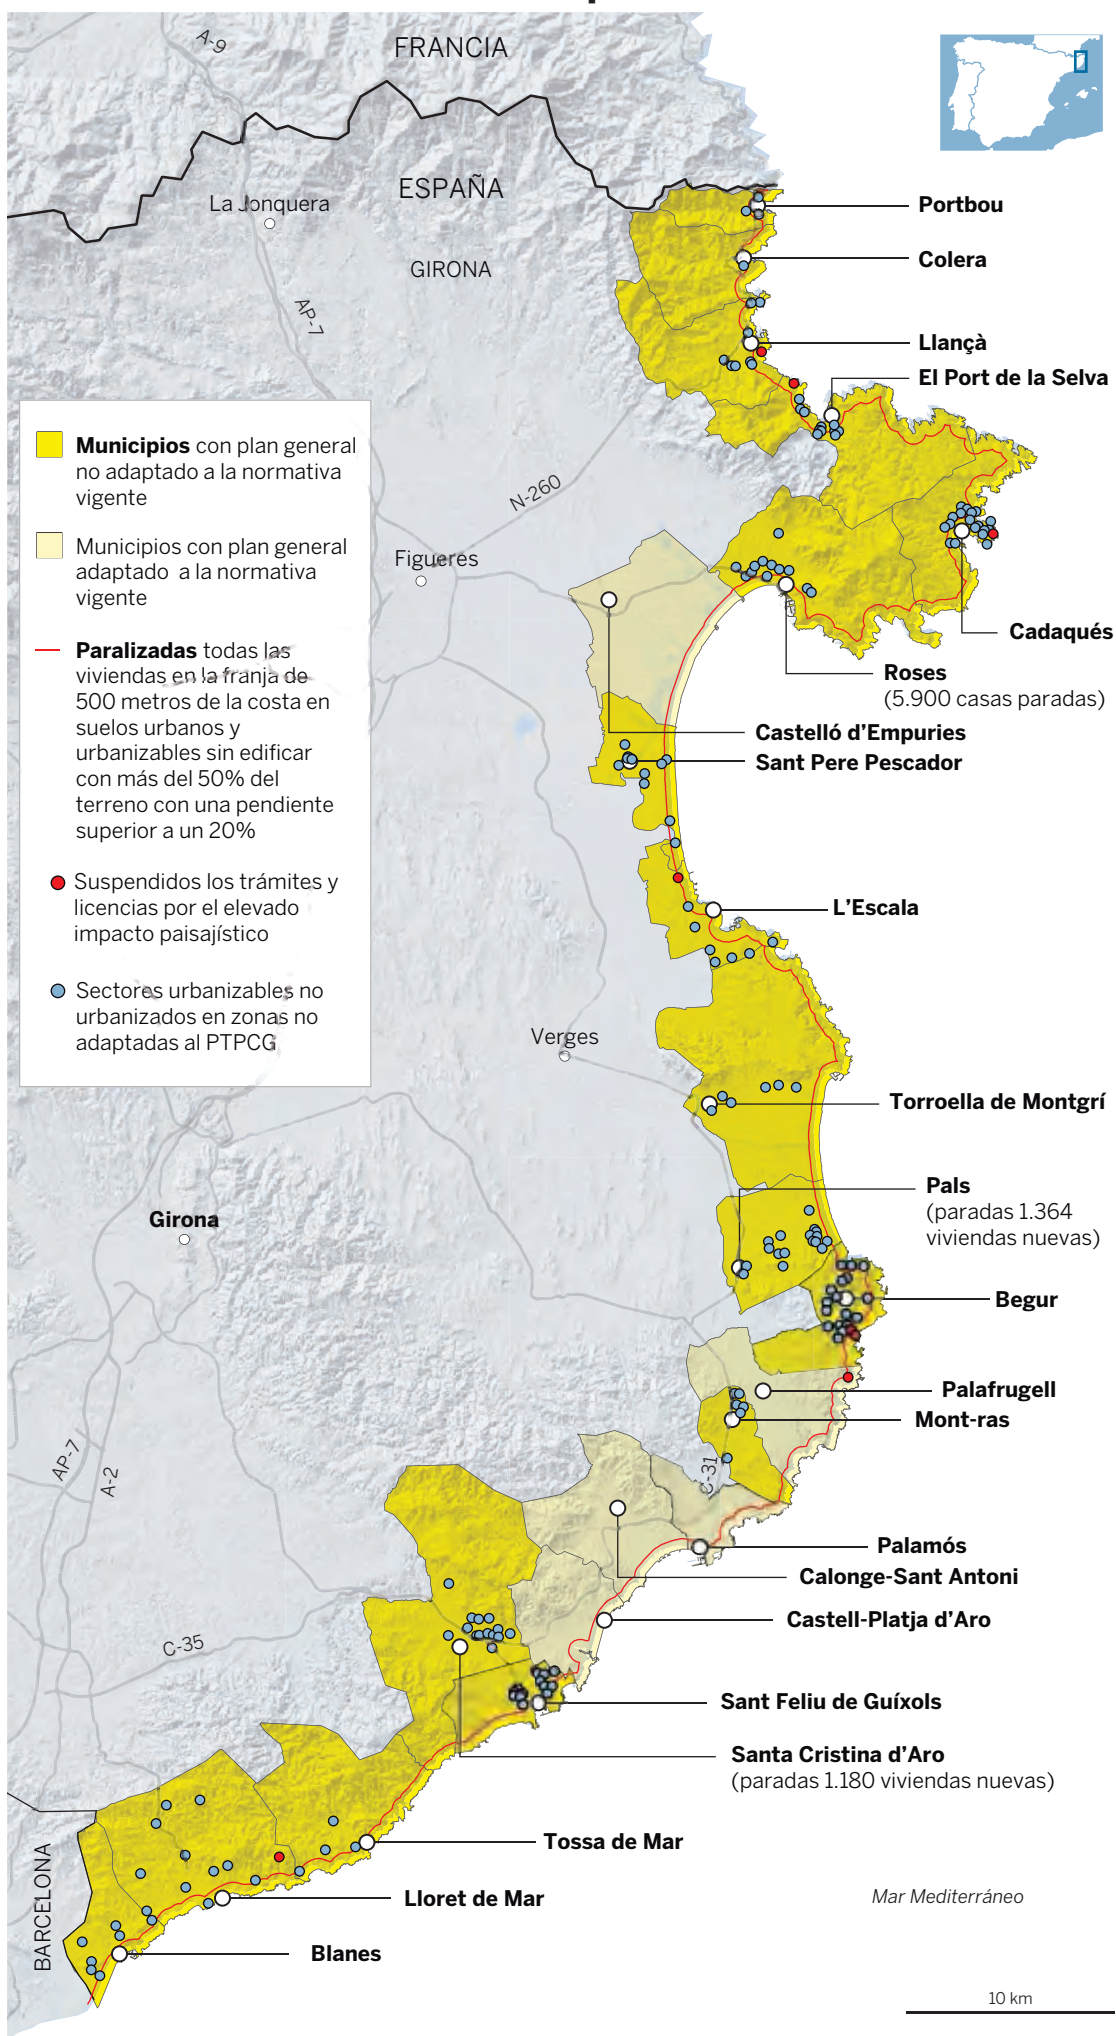 A-9
FRANCIA
ESPAÑA
La Jonquera
GIRONA
AP-7
Portbou
Colera
Llançà
El Port de la Selva
Municipios con plan general
no adaptado a la normativa
vigente
Municipios con plan general
adaptado a la normativa
vigente
Paralizadas todas las
viviendas en la franja de
500 metros de la costa en
suelos urbanos y
urbanizables sin edificar
con más del 50% del
terreno con una pendiente
superior a un 20%
Suspendidos los trámites y
licencias por el elevado
impacto paisajístico
Sectores urbanizables no
urbanizados en zonas no
adaptadas al PTPCG
N-260
Figueres
Cadaqués
Roses
(5.900 casas paradas)
Castelló d'Empuries
Sant Pere Pescador
L'Escala
Verges
Torroella de Montgrí
Pals
(paradas 1.364
viviendas nuevas)
Girona
Begur
Palafrugell
Mont-ras
AP-7
A-2
C-31
Palamós
Calonge-Sant Antoni
Castell-Platja d'Aro
C-35
Sant Feliu de Guíxols
Santa Cristina d'Aro
(paradas 1.180 viviendas nuevas)
Tossa de Mar
Lloret de Mar
Mar Mediterráneo
BARCELONA
Blanes
10 km